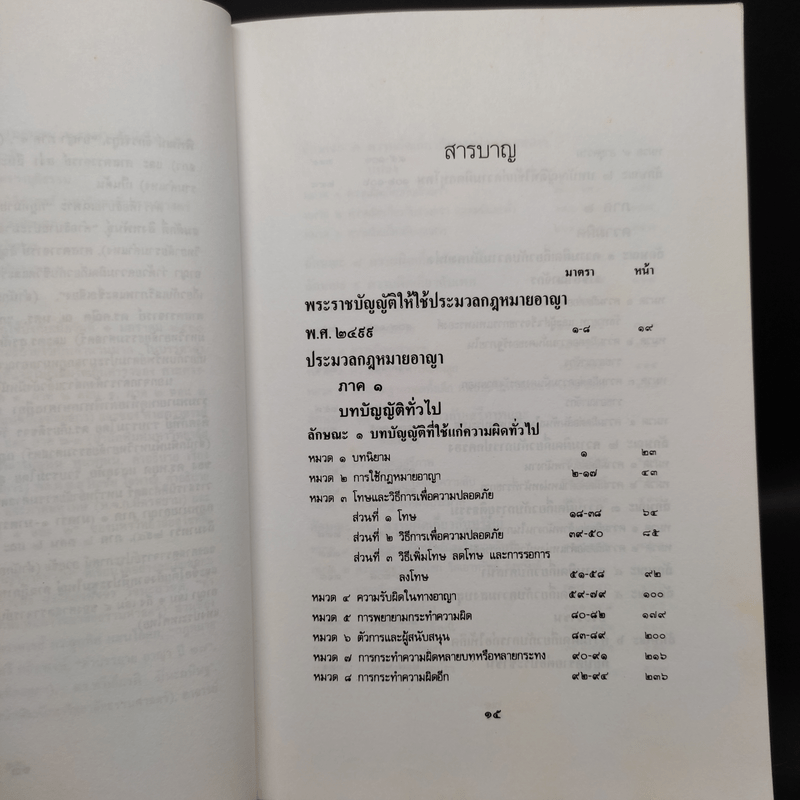 สารบาญ
มาตรา หน้า
พระราชบัญญัติให้ใช้ประมวลกฎหมายอาญา
พ.ศ. ๒๔๙๙ ๑-๘ ๑๙
ประมวลกฎหมายอาญา
ภาค ๑
บทบัญญัติทั่วไป
ลักษณะ ๑ บทบัญญัติที่ใช้แก่ความผิดทั่วไป
หมวด ๑ บทนิยาม ๑ ๒๓
หมวด ๒ การใช้กฎหมายอาญา ๒-๑๗ ๔๓
หมวด ๓ โทษและวิธีการเพื่อความปลอดภัย
ส่วนที่ ๑ โทษ ๑๘-๓๘ ๖๔
ส่วนที่ ๒ วิธีการเพื่อความปลอดภัย ๓๙-๕๐ ๘๕
ส่วนที่ ๓ วิธีเพิ่มโทษ ลดโทษ และการรอการ
ลงโทษ ๕๑-๕๘ ๙๒
หมวด ๔ ความรับผิดในทางอาญา ๕๙-๗๙ ๑๐๐
หมวด ๕ การพยายามกระทำความผิด ๘๐-๘๒ ๑๗๙
หมวด ๖ ตัวการและผู้สนับสนุน ๘๓-๘๙ ๒๐๐
หมวด ๗ การกระทำความผิดหลายบทหรือหลายกระทง ๙๐-๙๑ ๒๑๖
หมวด ๘ การกระทำความผิดอีก ๙๒-๙๔ ๒๓๖
๑๕